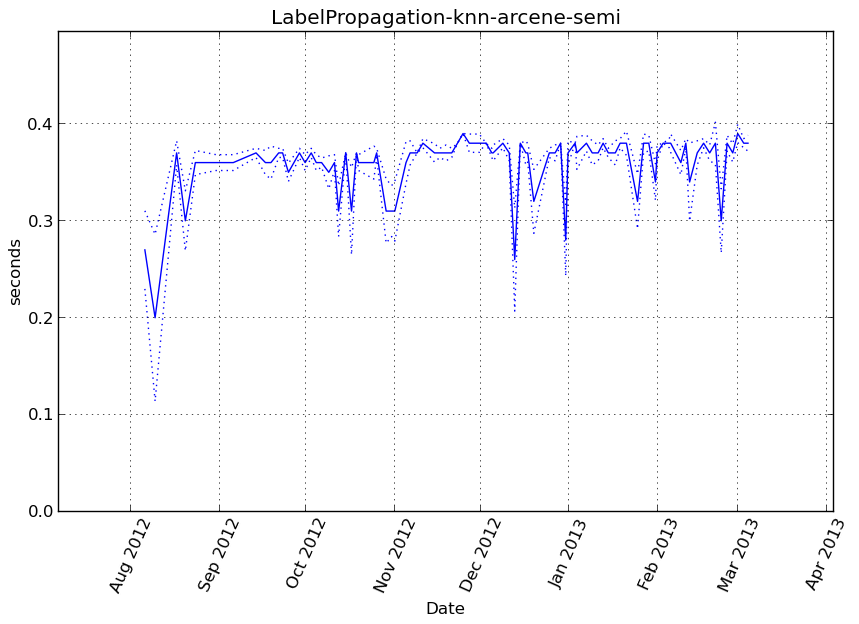 LabelPropagation-knn-arcene-semi
seconds
0.4
0.3
0.2
0.1
0.0
Aug 2012
Sep 2012
Oct 2012
Nov 2012
Dec 2012
Jan 2013
Feb 2013
Mar 2013
Apr 2013
Date